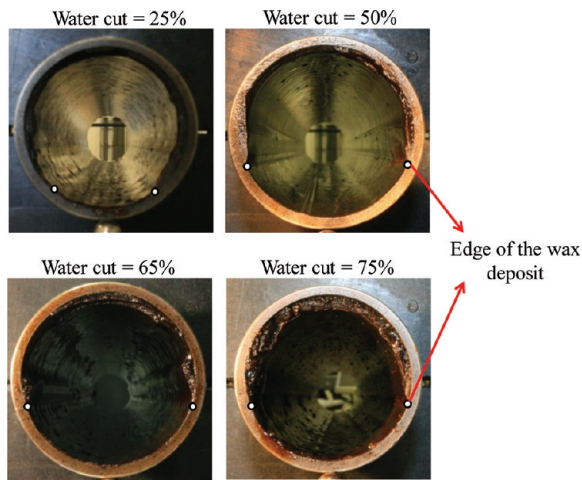 Water cut = 25%
Water cut = 50%
Edge of the wax
deposit
Water cut = 65%
Water cut = 75%